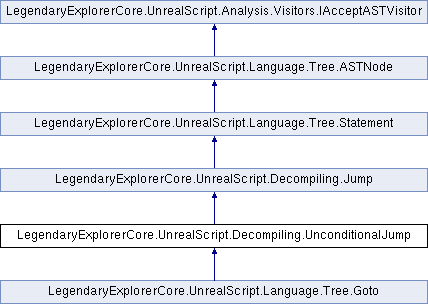 LegendaryExplorerCore.UnrealScript.Analysis.Visitors.IAcceptASTVisitor
LegendaryExplorerCore.UnrealScript.Language.Tree.ASTNode
LegendaryExplorerCore.UnrealScript.Language.Tree.Statement
LegendaryExplorerCore.UnrealScript.Decompiling.Jump
LegendaryExplorerCore.UnrealScript.Decompiling.UnconditionalJump
LegendaryExplorerCore.UnrealScript.Language.Tree.Goto